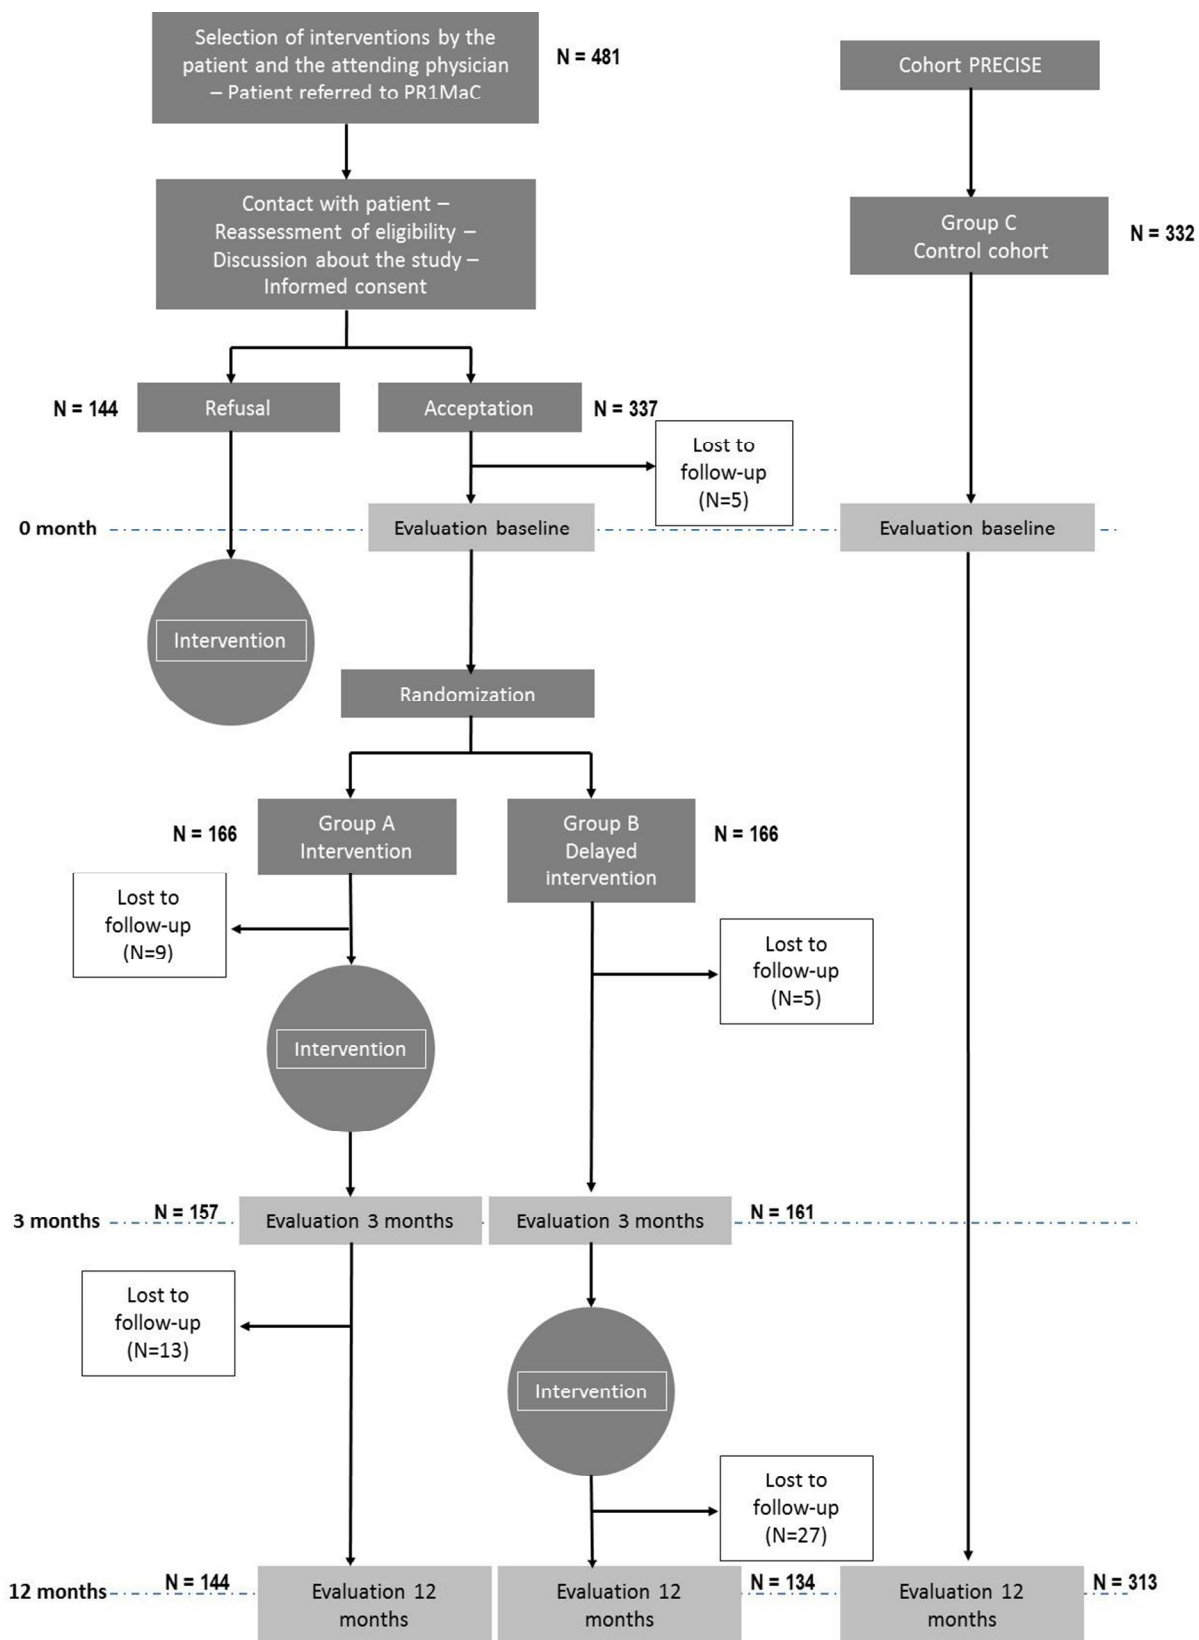 Selection of interventions by the
patient and the attending physician
– Patient referred to PR1MaC
N = 481
Cohort PRECISE
Contact with patient –
Reassessment of eligibility –
Discussion about the study –
Informed consent
Group C
Control cohort
N = 332
N = 144
Refusal
Acceptation
N = 337
Lost to
follow-up
(N=5)
0 month
Evaluation baseline
Evaluation baseline
Intervention
Randomization
N = 166
Group A
Intervention
Group B
Delayed
intervention
N = 166
Lost to
follow-up
(N=9)
Lost to
follow-up
(N=5)
Intervention
3 months
N = 157
Evaluation 3 months
Evaluation 3 months
N = 161
Lost to
follow-up
(N=13)
Intervention
Lost to
follow-up
(N=27)
12 months
N = 144
Evaluation 12
months
Evaluation 12
months
N = 134
Evaluation 12
months
N = 313